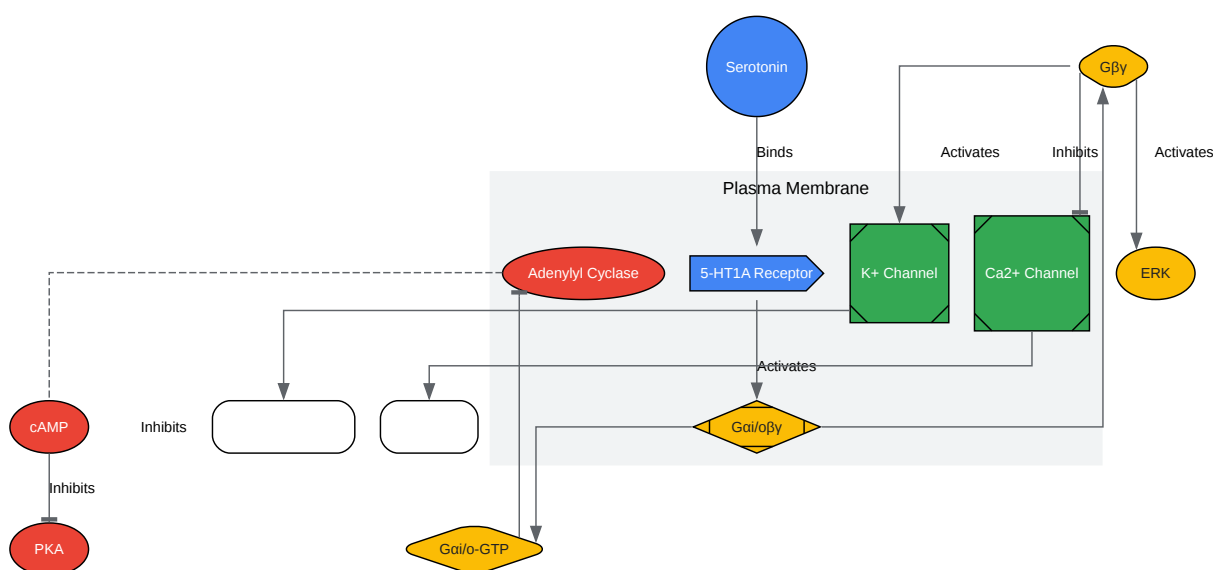 Serotonin
Gβγ
Binds
Activates
Inhibits
Activates
Plasma Membrane
Adenylyl Cyclase
5-HT1A Receptor
K+ Channel
Ca2+ Channel
ERK
Activates
cAMP
Inhibits
Gαi/oβγ
Inhibits
PKA
Gαi/o-GTP